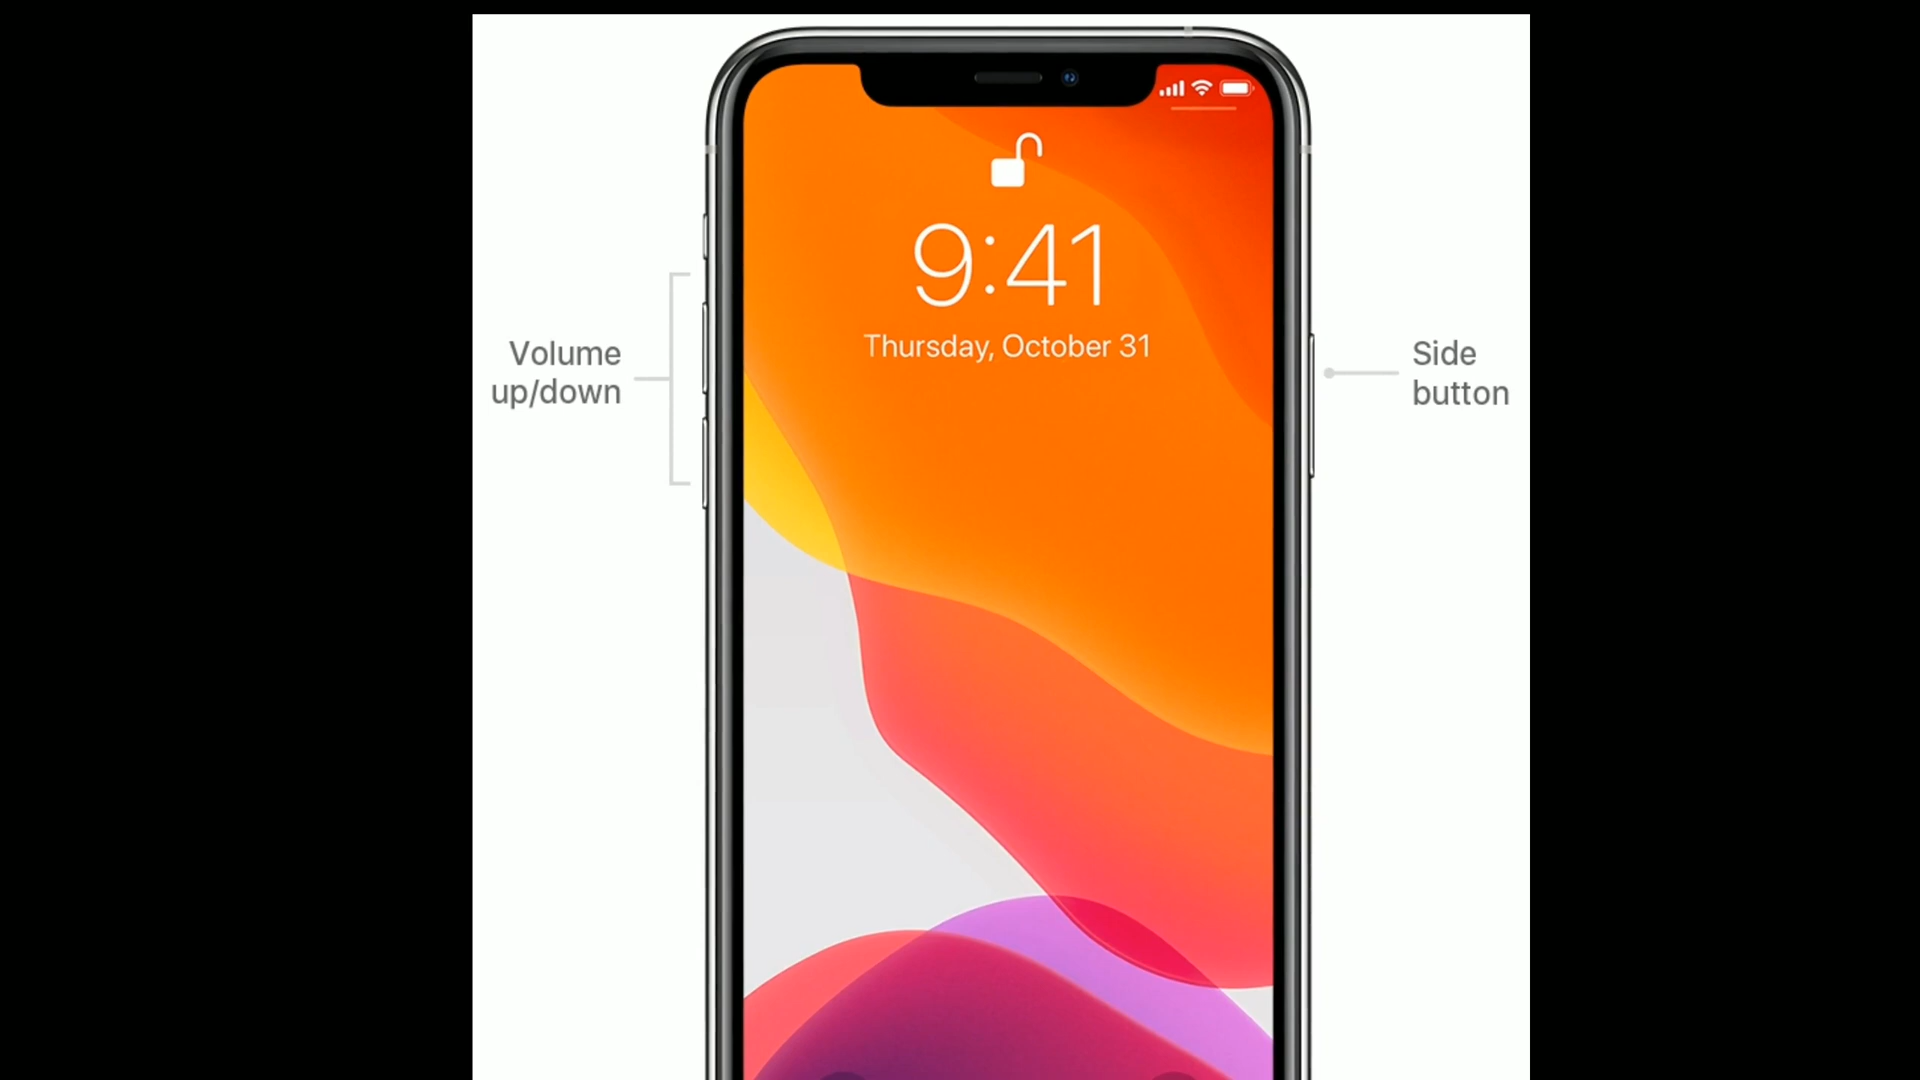 9:41
Thursday, October 31
Volume
up/down
Side
button